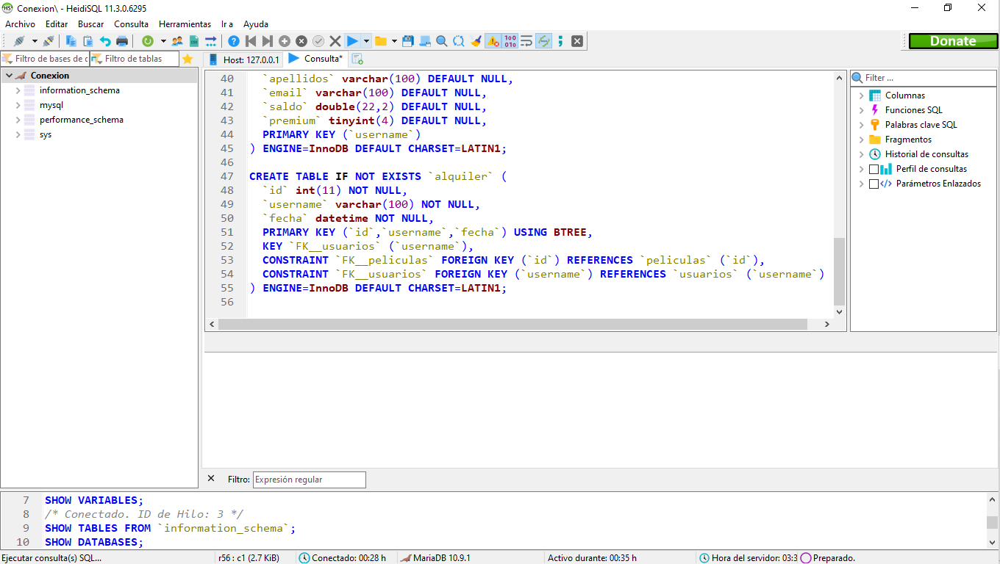 Conexion\ - HeidiSQL 11.3.0.6295
Archivo Editar Buscar Consulta Herramientas Ir a Ayuda
Donate
Filtro de bases de d Filtro de tablas
Host: 127.0.0.1 Consulta*
Conexion
information_schema
mysql
performance_schema
sys
40 `apellidos` varchar(100) DEFAULT NULL,
41 `email` varchar(100) DEFAULT NULL,
42 `saldo` double(22,2) DEFAULT NULL,
43 `premium` tinyint(4) DEFAULT NULL,
44 PRIMARY KEY (`username`)
45 ) ENGINE=InnoDB DEFAULT CHARSET=LATIN1;
46
47 CREATE TABLE IF NOT EXISTS `alquiler` (
48 `id` int(11) NOT NULL,
49 `username` varchar(100) NOT NULL,
50 `fecha` datetime NOT NULL,
51 PRIMARY KEY (`id`,`username`,`fecha`) USING BTREE,
52 KEY `FK__usuarios` (`username`),
53 CONSTRAINT `FK__peliculas` FOREIGN KEY (`id`) REFERENCES `peliculas` (`id`),
54 CONSTRAINT `FK__usuarios` FOREIGN KEY (`username`) REFERENCES `usuarios` (`username`)
55 ) ENGINE=InnoDB DEFAULT CHARSET=LATIN1;
56
Filter ...
Columnas
Funciones SQL
Palabras clave SQL
Fragmentos
Historial de consultas
Perfil de consultas
Parámetros Enlazados
Filtro: Expresión regular
7 SHOW VARIABLES;
8 /* Conectado. ID de Hilo: 3 */
9 SHOW TABLES FROM `information_schema`;
10 SHOW DATABASES;
Ejecutar consulta(s) SQL... r56 : c1 (2.7 KiB) Conectado: 00:28 h MariaDB 10.9.1 Activo durante: 00:35 h Hora del servidor: 03:3 Preparado.